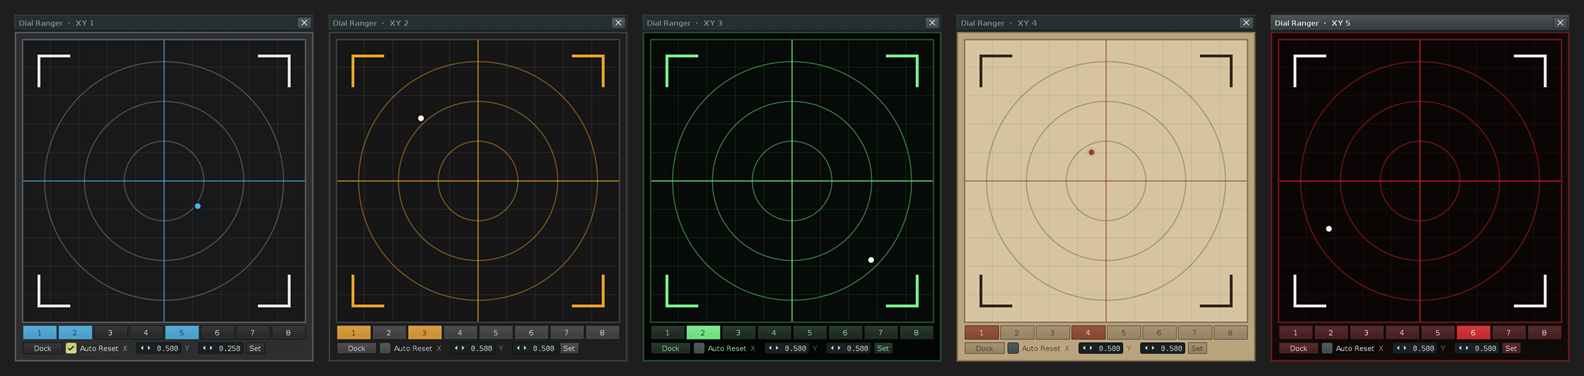 Dial Ranger · XY 1
1 2 3 4 5 6 7 8
Dock Auto Reset X 0.500 Y 0.250 Set
Dial Ranger · XY 2
1 2 3 4 5 6 7 8
Dock Auto Reset X 0.500 Y 0.500 Set
Dial Ranger · XY 3
1 2 3 4 5 6 7 8
Dock Auto Reset X 0.500 Y 0.500 Set
Dial Ranger · XY 4
1 2 3 4 5 6 7 8
Dock Auto Reset X 0.500 Y 0.500 Set
Dial Ranger · XY 5
1 2 3 4 5 6 7 8
Dock Auto Reset X 0.500 Y 0.500 Set